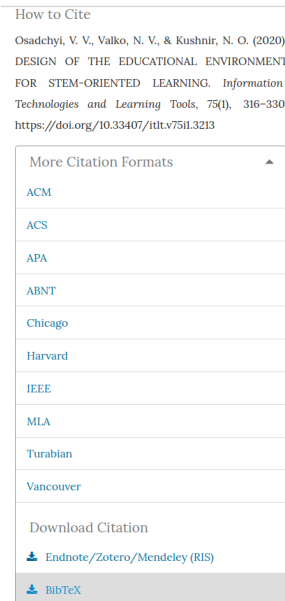 How to Cite
Osadchyi, V. V., Valko, N. V., & Kushnir, N. O. (2020)
DESIGN OF THE EDUCATIONAL ENVIRONMENT
FOR STEM-ORIENTED LEARNING. Information
Technologies and Learning Tools, 75(1), 316–330
https://doi.org/10.33407/itlt.v75i1.3213
More Citation Formats
ACM
ACS
APA
ABNT
Chicago
Harvard
IEEE
MLA
Turabian
Vancouver
Download Citation
Endnote/Zotero/Mendeley (RIS)
BibTeX